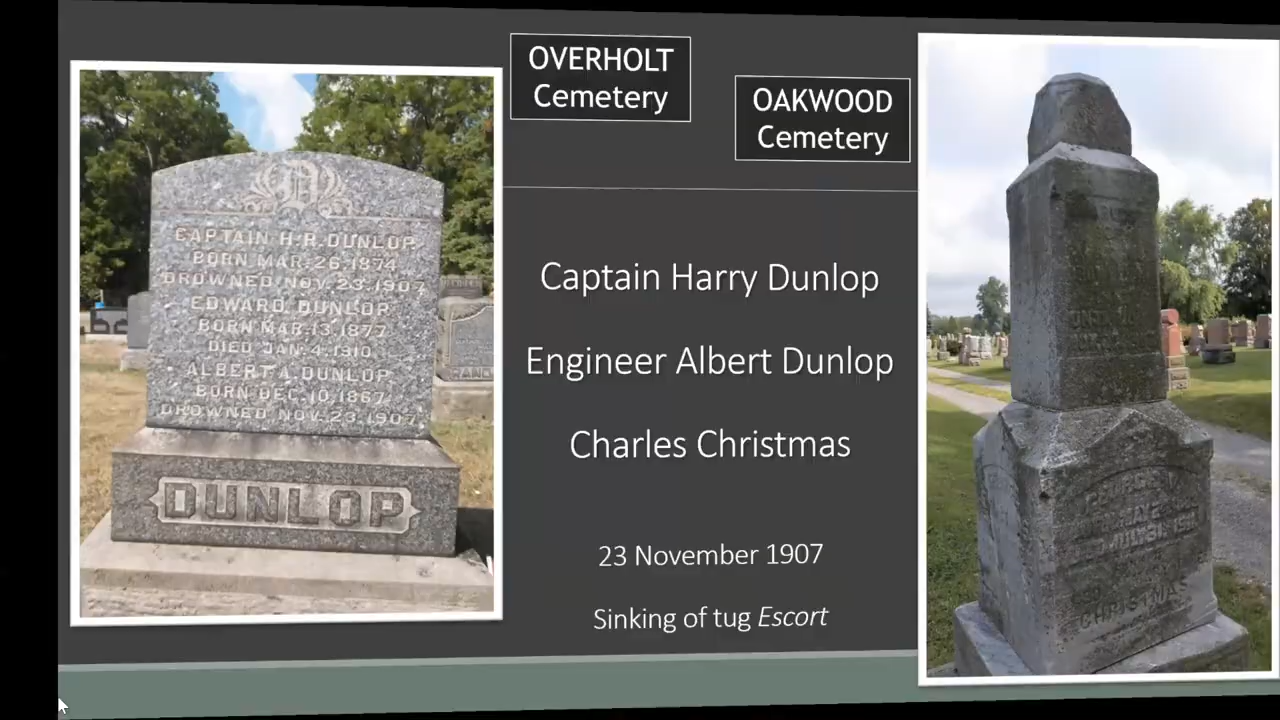 OVERHOLT
Cemetery
OAKWOOD
Cemetery
D
CAPTAIN H.R. DUNLOP
BORN MAR. 26. 1874
DROWNED NOV. 23. 1907
EDWARD DUNLOP
BORN MAR. 13. 1877
DIED JAN. 4. 1910
ALBERT A. DUNLOP
BORN DEC. 10. 1867
DROWNED NOV. 23. 1907
DUNLOP
Captain Harry Dunlop
Engineer Albert Dunlop
Charles Christmas
23 November 1907
Sinking of tug Escort
GEORGE
CHRISTMAS